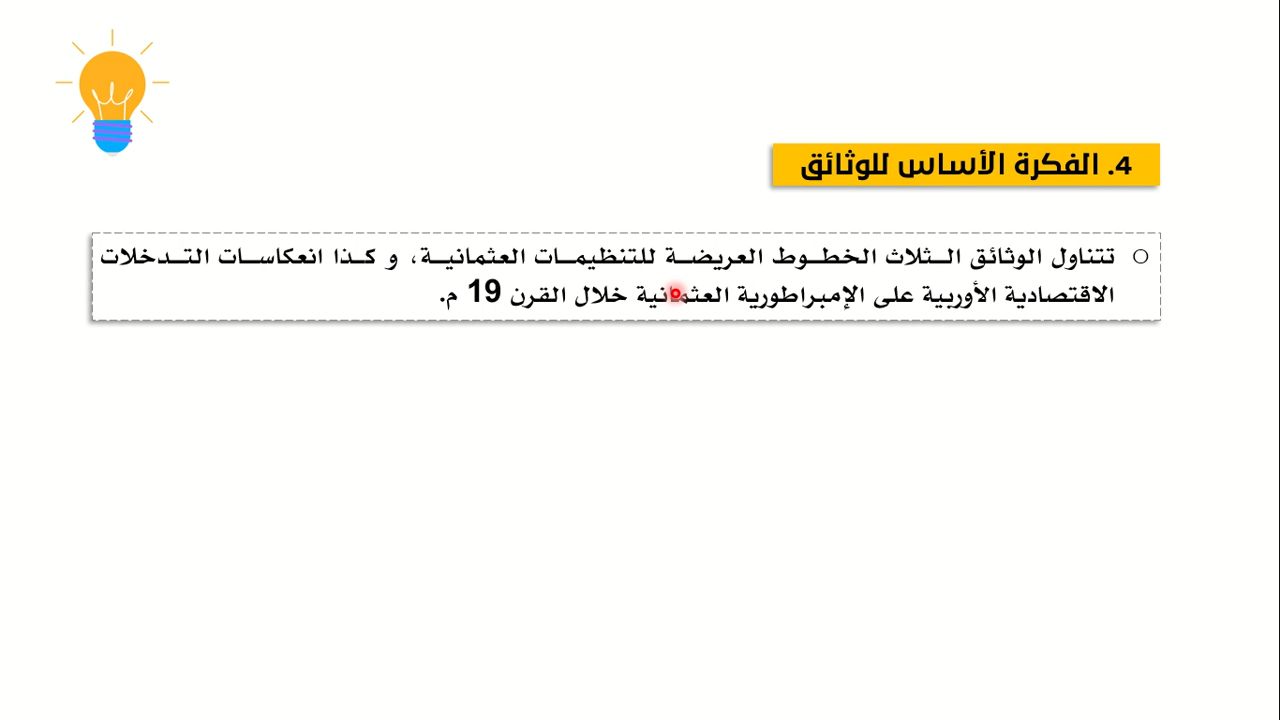 4. الفكرة الأساس للوثائق
○ تتناول الوثائق الثلاث الخطوط العريضة للتنظيمات العثمانية، و كذا انعكاسات التدخلات
الاقتصادية الأوربية على الإمبراطورية العثمانية خلال القرن 19 م.